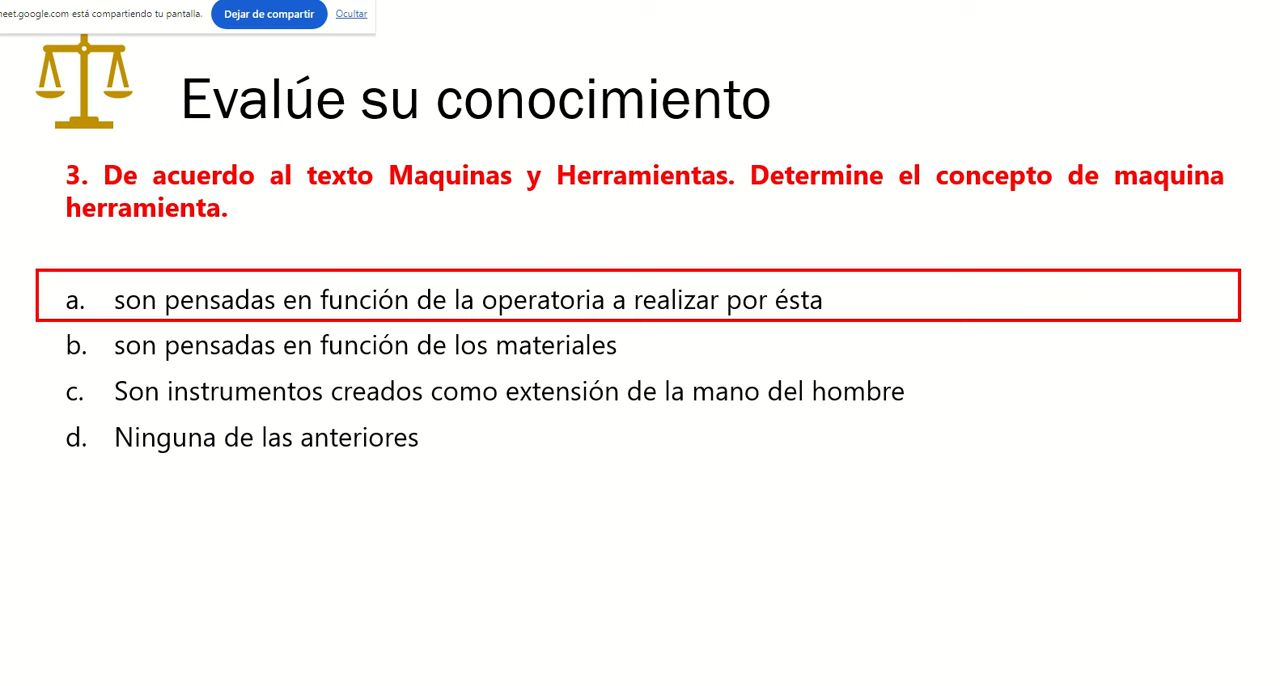 meet.google.com está compartiendo tu pantalla. Dejar de compartir Ocultar
Evalúe su conocimiento
3. De acuerdo al texto Maquinas y Herramientas. Determine el concepto de maquina
herramienta.
a. son pensadas en función de la operatoria a realizar por ésta
b. son pensadas en función de los materiales
c. Son instrumentos creados como extensión de la mano del hombre
d. Ninguna de las anteriores